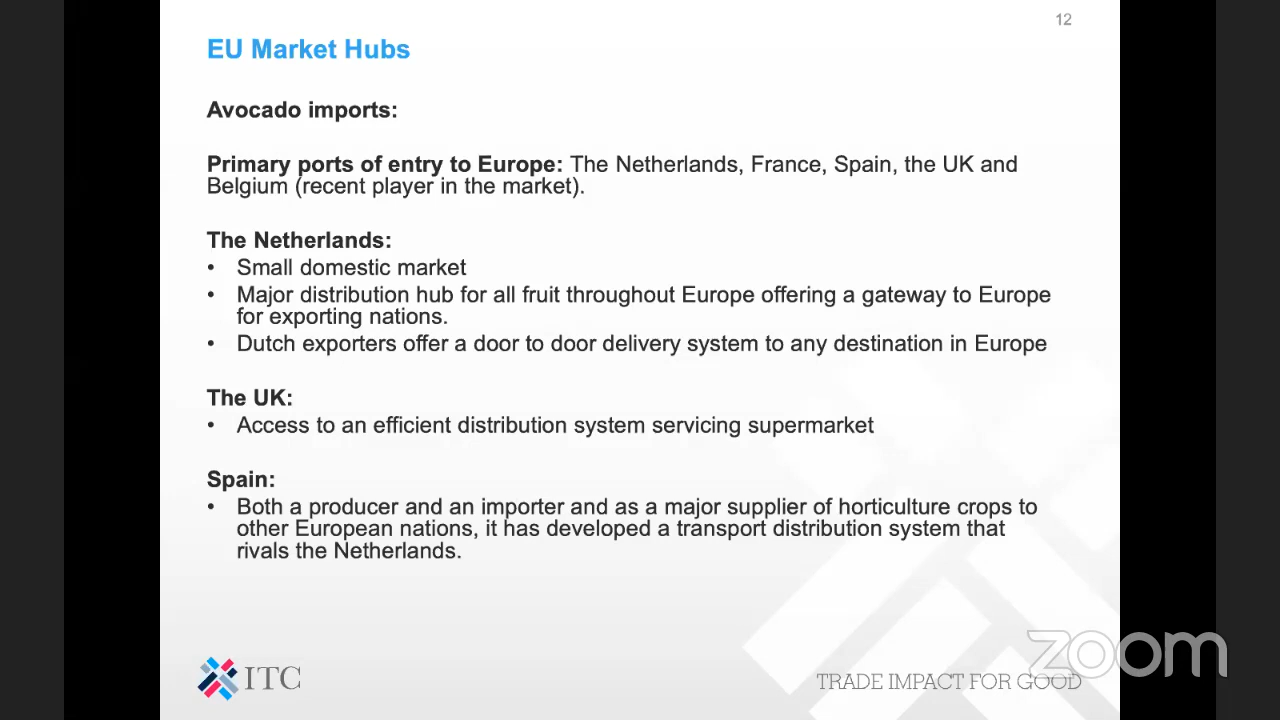 12
EU Market Hubs
Avocado imports:
Primary ports of entry to Europe: The Netherlands, France, Spain, the UK and
Belgium (recent player in the market).
The Netherlands:
• Small domestic market
• Major distribution hub for all fruit throughout Europe offering a gateway to Europe
for exporting nations.
• Dutch exporters offer a door to door delivery system to any destination in Europe
The UK:
• Access to an efficient distribution system servicing supermarket
Spain:
• Both a producer and an importer and as a major supplier of horticulture crops to
other European nations, it has developed a transport distribution system that
rivals the Netherlands.
ITC
TRADE IMPACT FOR GOOD
zoom